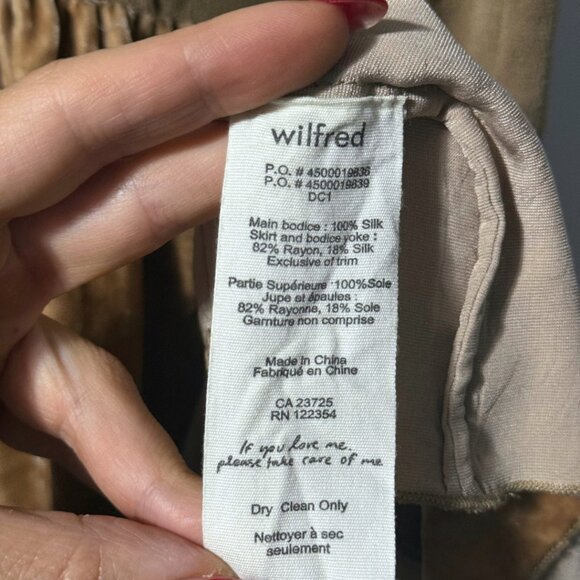 wilfred
P.O. # 4500019836
P.O. # 4500019839
DC1
Main bodice : 100% Silk
Skirt and bodice yoke :
82% Rayon, 18% Silk
Exclusive of trim
Partie Supérieure :100%Soie
Jupe et épaules :
82% Rayonne, 18% Soie
Garniture non comprise
Made in China
Fabriqué en Chine
CA 23725
RN 122354
If you love me,
please take care of me.
Dry Clean Only
Nettoyer à sec
seulement